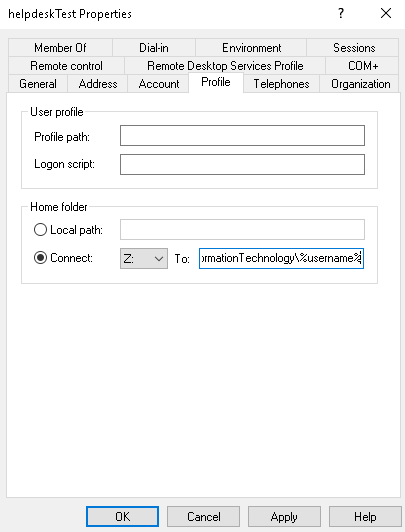 helpdeskTest Properties
?
Member Of Dial-in Environment Sessions
Remote control Remote Desktop Services Profile COM+
General Address Account Profile Telephones Organization
User profile
Profile path:
Logon script:
Home folder
Local path:
Connect: Z: To: ormationTechnology\%username%
OK Cancel Apply Help